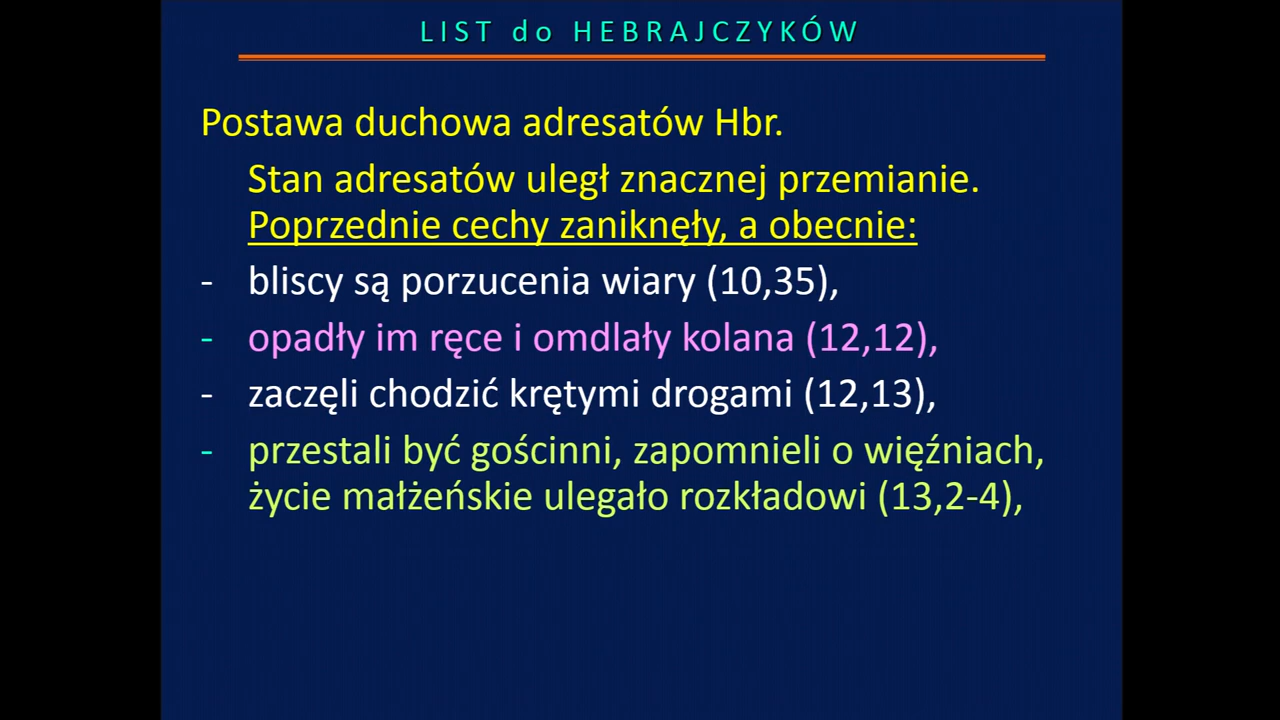 LIST do HEBRAJCZYKÓW
Postawa duchowa adresatów Hbr.
Stan adresatów uległ znacznej przemianie.
Poprzednie cechy zaniknęły, a obecnie:
- bliscy są porzucenia wiary (10,35),
- opadły im ręce i omdlały kolana (12,12),
- zaczęli chodzić krętymi drogami (12,13),
- przestali być gościnni, zapomnieli o więźniach,
życie małżeńskie ulegało rozkładowi (13,2-4),